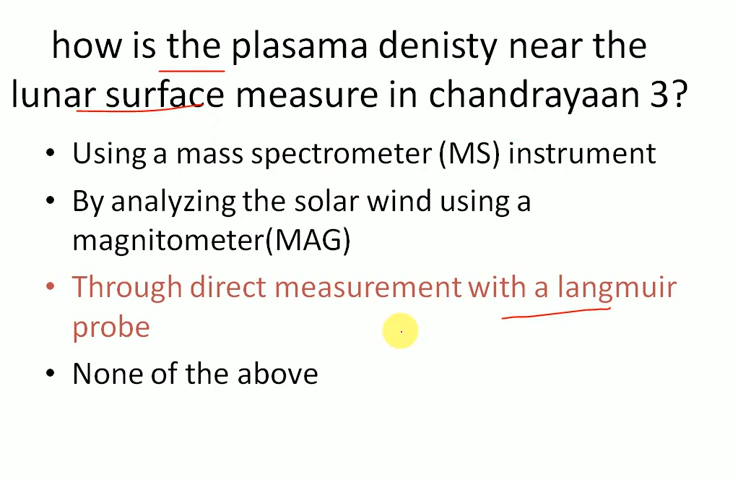 how is the plasama denisty near the
lunar surface measure in chandrayaan 3?
• Using a mass spectrometer (MS) instrument
• By analyzing the solar wind using a
magnitometer(MAG)
• Through direct measurement with a langmuir
probe
• None of the above